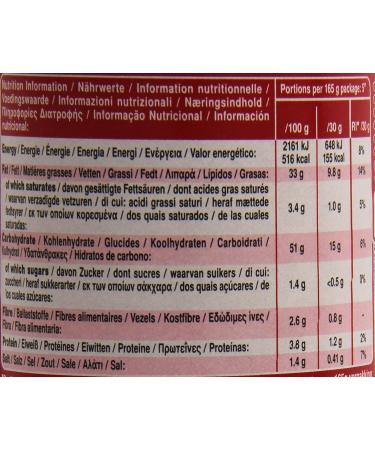 Nutrition Information / Nährwerte / Information nutritionnelle /
Voedingswaarde / Informazioni nutrizionali / Næringsindhold /
Πληροφορίες Διατροφής / Informação Nutricional / Información
nutricional:
Portions per 165 g package: 5*
/100 g /30 g RI* /30 g
Energy / Energie / Énergie / Energia / Energi / Ενέργεια / Valor energético: 2161 kJ 516 kcal 648 kJ 155 kcal 8%
Fat / Fett / Matières grasses / Vetten / Grassi / Fedt / Λιπαρά / Lípidos / Grasas: 33 g 9.8 g 14%
of which saturates / davon gesättigte Fettsäuren / dont acides gras saturés
waarvan verzadigde vetzuren / di cui: acidi grassi saturi / heraf mættede
fedtsyrer / εκ των οποίων κορεσμένα / dos quais saturados / de las cuales
saturadas: 3.4 g 1.0 g 5%
Carbohydrate / Kohlenhydrate / Glucides / Koolhydraten / Carboidrati /
Kulhydrat / Υδατάνθρακες / Hidratos de carbono: 51 g 15 g 6%
of which sugars / davon Zucker / dont sucres / waarvan suikers / di cui:
zuccheri / heraf sukkerarter / εκ των οποίων σάκχαρα / dos quais açúcares / de
los cuales azúcares: 1.4 g <0.5 g 0%
Fibre / Ballaststoffe / Fibres alimentaires / Vezels / Kostfibre / Εδώδιμες ίνες /
Fibra / Fibra alimentaria: 2.6 g 0.8 g -
Protein / Eiweiß / Protéines / Eiwitten / Proteine / Πρωτεΐνες / Proteínas: 3.8 g 1.2 g 2%
Salt / Salz / Sel / Zout / Sale / Αλάτι / Sal: 1.4 g 0.41 g 7%